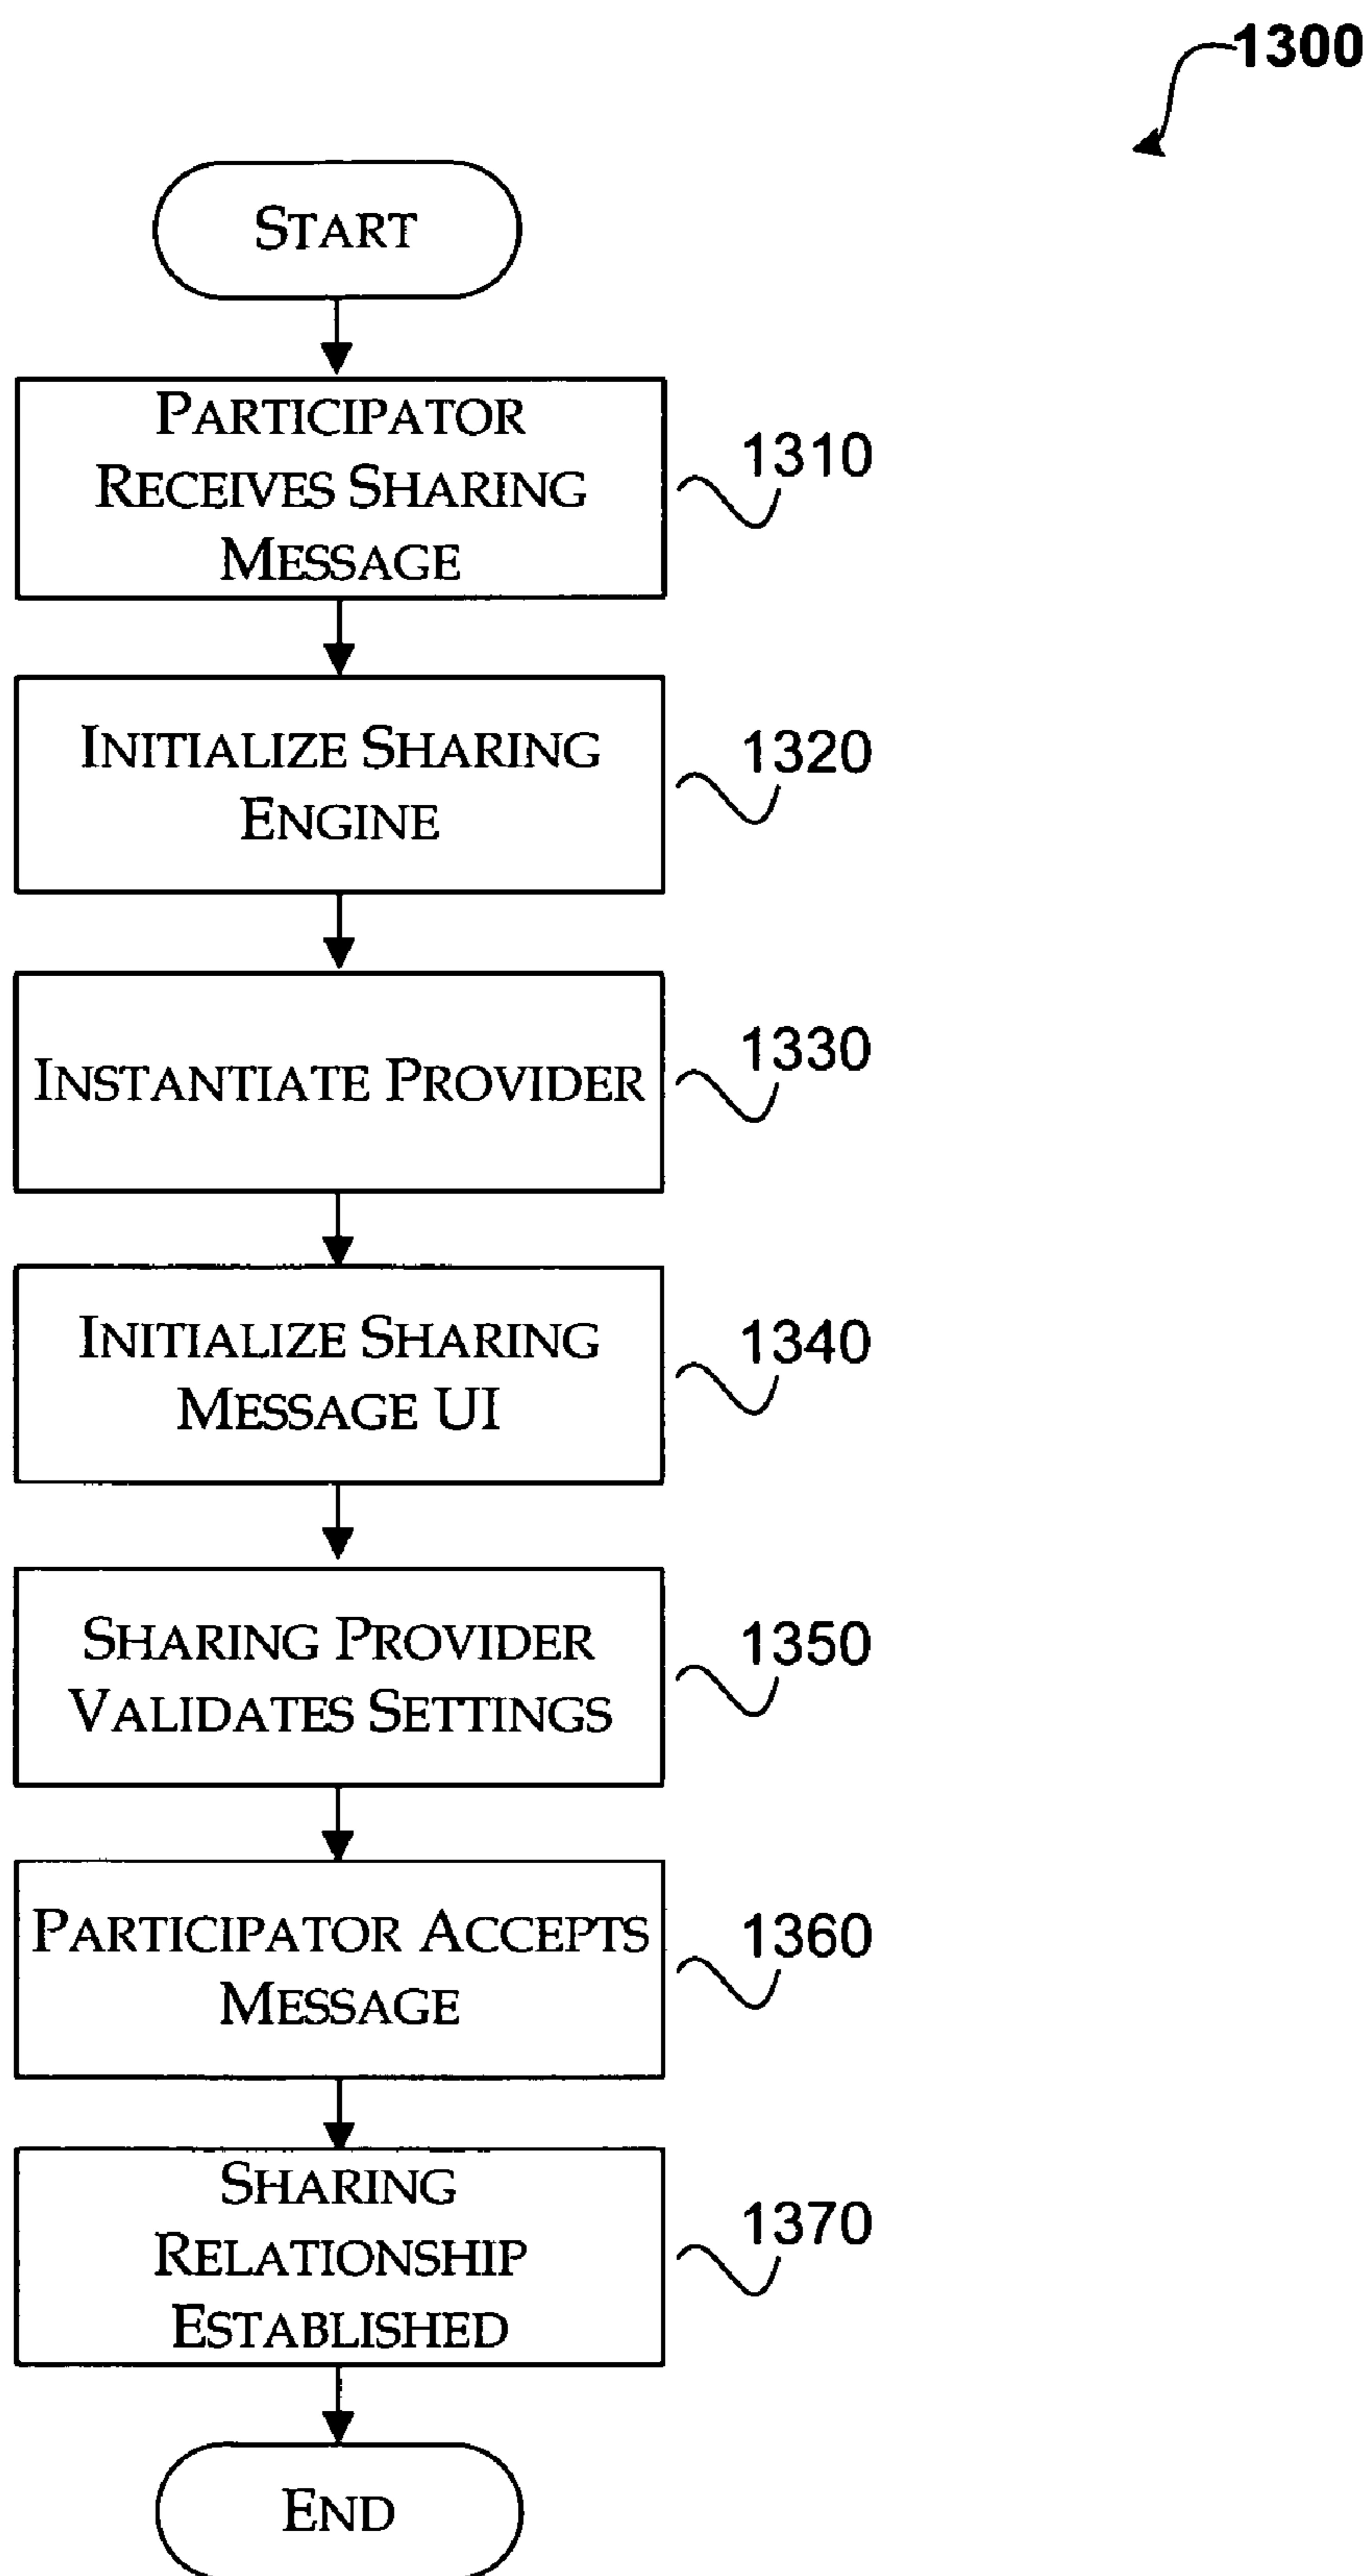 1300
START
PARTICIPATOR
RECEIVES SHARING
MESSAGE
1310
INITIALIZE SHARING
ENGINE
1320
INSTANTIATE PROVIDER
1330
INITIALIZE SHARING
MESSAGE UI
1340
SHARING PROVIDER
VALIDATES SETTINGS
1350
PARTICIPATOR ACCEPTS
MESSAGE
1360
SHARING
RELATIONSHIP
ESTABLISHED
1370
END